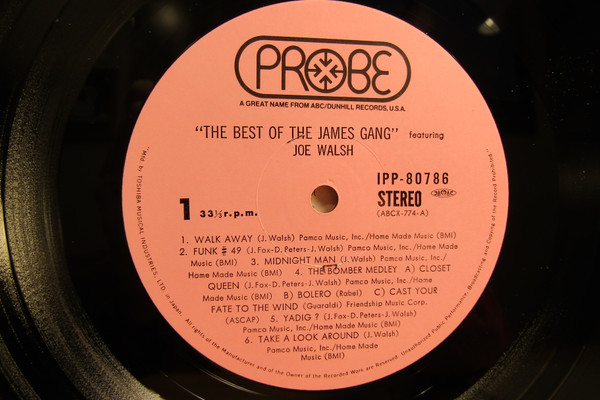 PROBE
A GREAT NAME FROM ABC/DUNHILL RECORDS, U.S.A.
"THE BEST OF THE JAMES GANG" featuring
JOE WALSH
IPP-80786
STEREO
(ABCX-774-A)
1 33⅓ r.p.m.
1. WALK AWAY (J. Walsh) Pamco Music, Inc./Home Made Music (BMI)
2. FUNK # 49 (J. Fox-D. Peters-J. Walsh) Pamco Music, Inc./Home Made
Music (BMI) 3. MIDNIGHT MAN (J. Walsh) Pamco Music, Inc./
Home Made Music (BMI) 4. THE BOMBER MEDLEY A) CLOSET
QUEEN (J. Fox-D. Peters-J. Walsh) Pamco Music, Inc./Home
Made Music (BMI) B) BOLERO (Rabel) C) CAST YOUR
FATE TO THE WIND (Guaraldi) Friendship Music Corp.
(ASCAP) 5. YADIG ? (J. Fox-D. Peters-J. Walsh)
Pamco Music, Inc./Home Made Music (BMI)
6. TAKE A LOOK AROUND (J. Walsh)
Pamco Music, Inc./Home Made
Music (BMI)
Mfd by TOSHIBA MUSICAL INDUSTRIES, LTD. in Japan. All rights of the Manufacturer and of the Owner of the Recorded Work are Reserved. Unauthorized Public Performance, Broadcasting and Copying of the Record Prohibited.